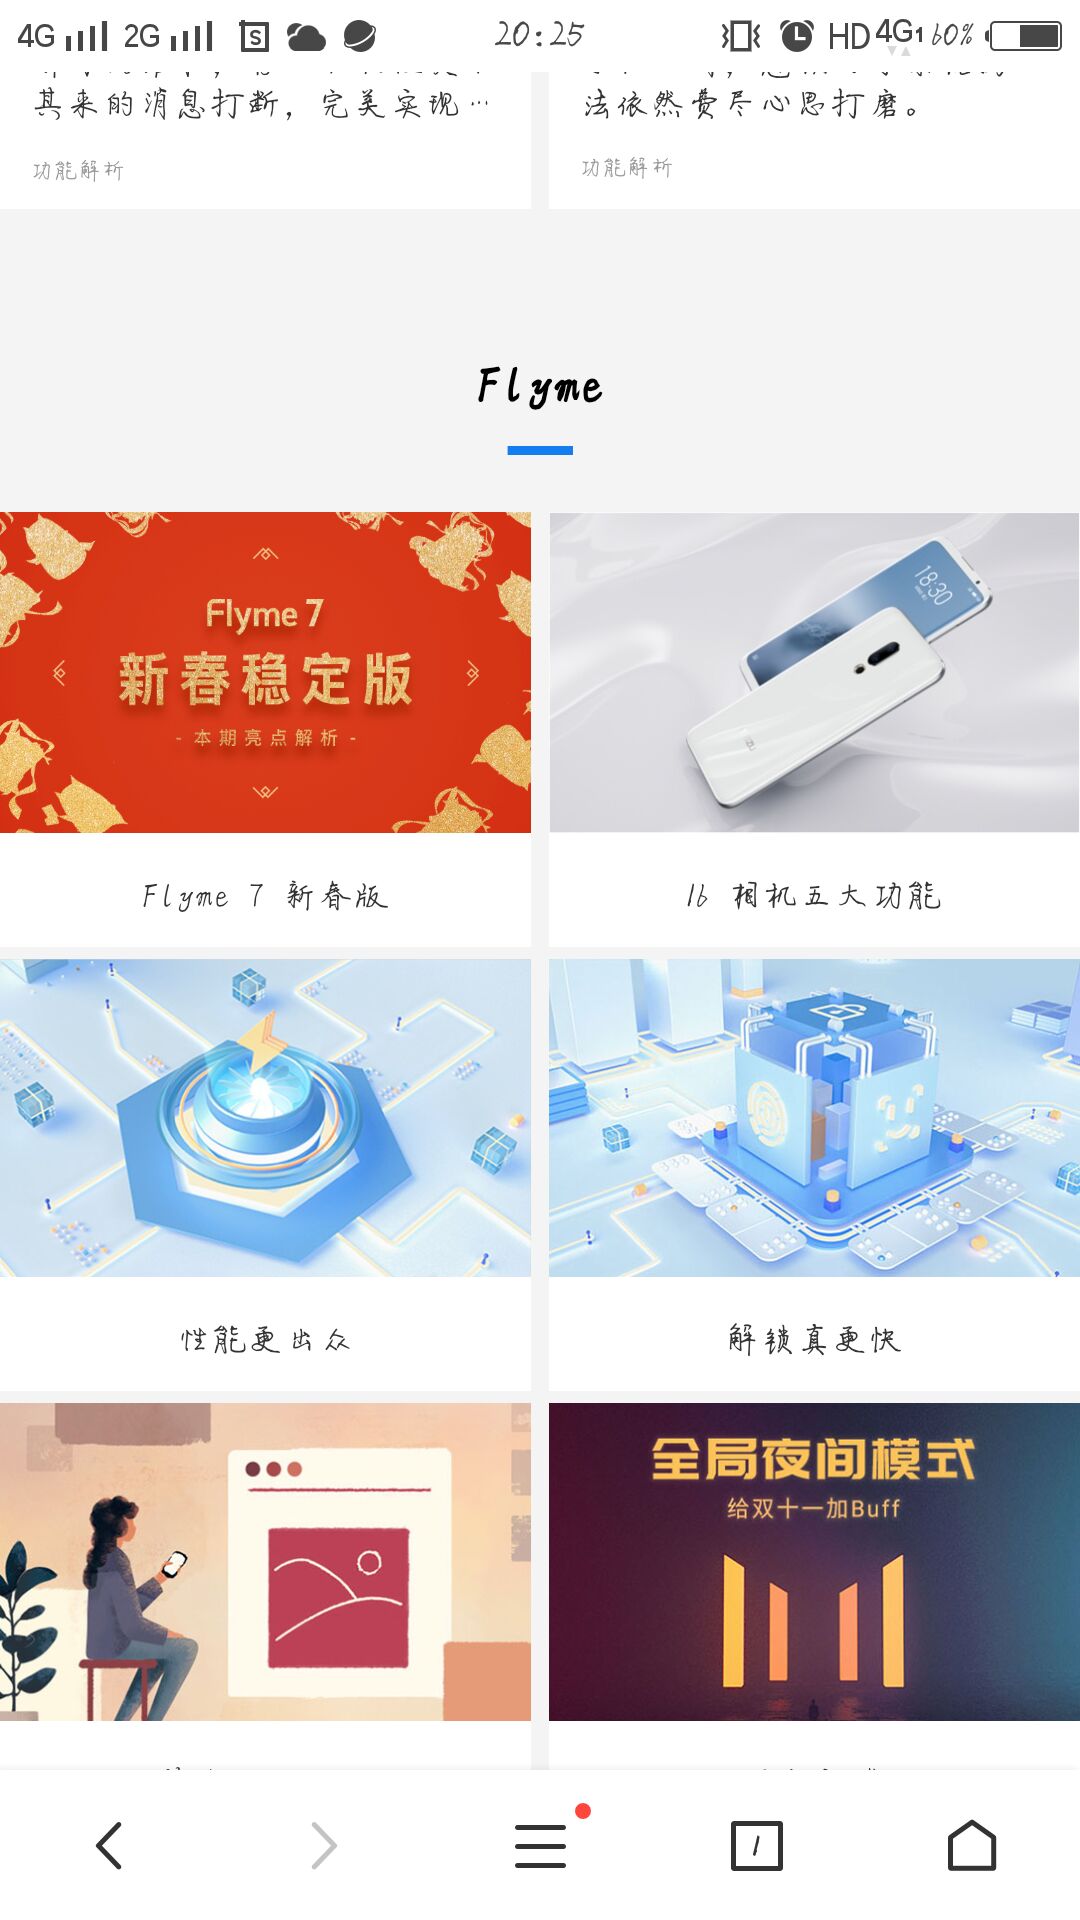 4G 2G 20:25 HD 4G 1 60%
其来的消息打断，完美实现…
法依然费尽心思打磨。
功能解析
功能解析
Flyme
Flyme 7
新春稳定版
- 本期亮点解析 -
18:30
Flyme 7 新春版
16 相机五大功能
性能更出众
解锁真更快
全局夜间模式
给双十一加Buff
1